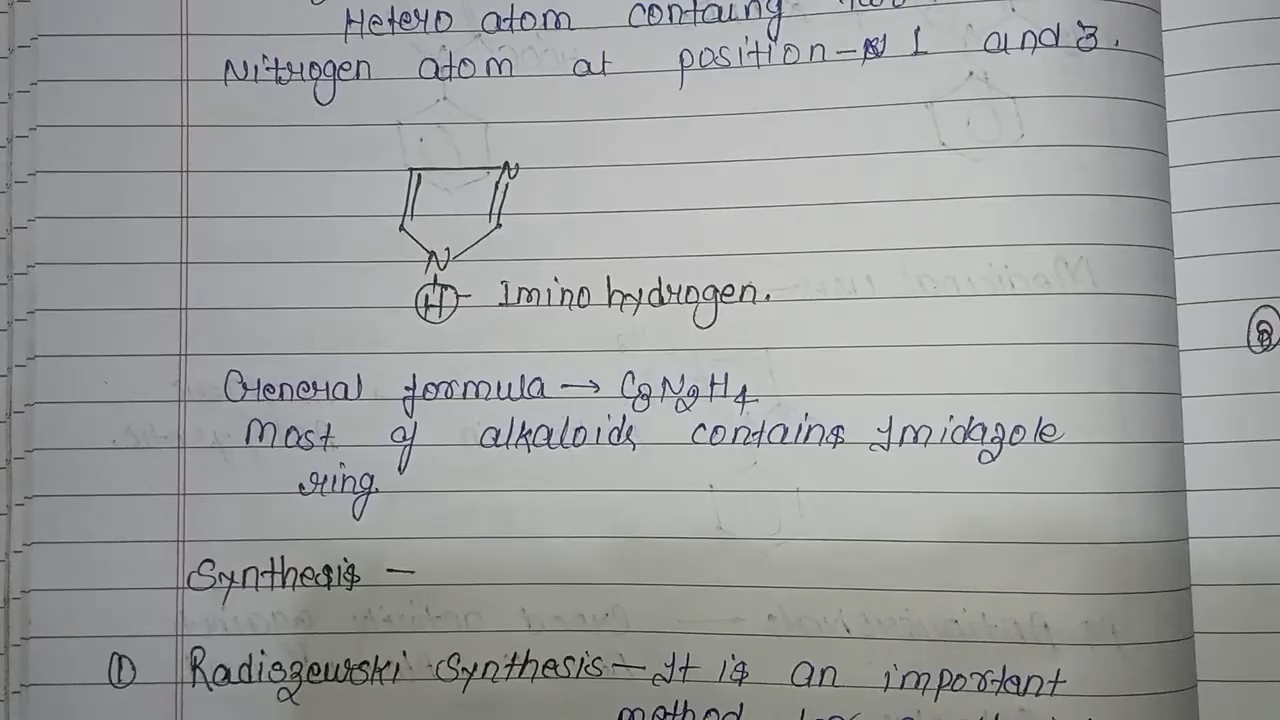 Hetero atom containg
Nitrogen atom at position - 1 and 3.
N
N
H - Imino hydrogen.
General formula → C3N2H4
Most of alkaloids contains Imidazole
ring.
Synthesis -
① Radiszewski Synthesis - It is an important
method